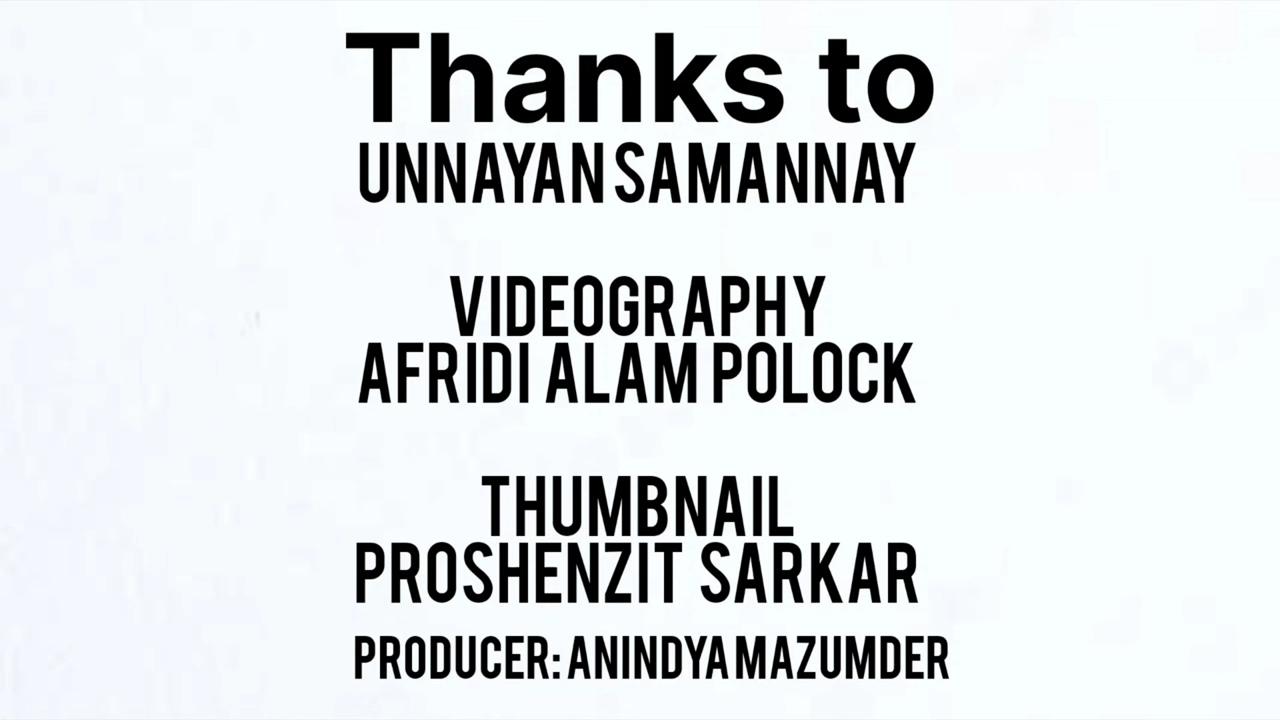 Thanks to
UNNAYAN SAMANNAY
VIDEOGRAPHY
AFRIDI ALAM POLOCK
THUMBNAIL
PROSHENZIT SARKAR
PRODUCER: ANINDYA MAZUMDER